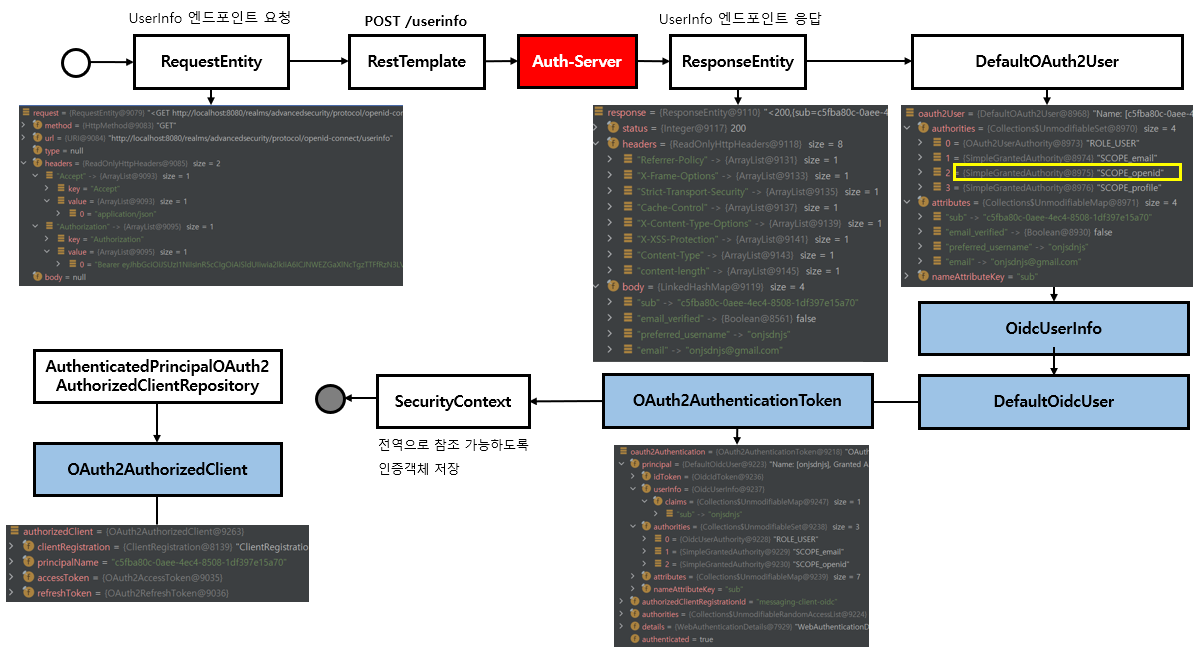 UserInfo 엔드포인트 요청
POST /userinfo
UserInfo 엔드포인트 응답
RequestEntity
RestTemplate
Auth-Server
ResponseEntity
DefaultOAuth2User
request = {RequestEntity@9079} "<GET http://localhost:8080/realms/advancedsecurity/protocol/openid-co
method = {HttpMethod@9083} "GET"
url = {URI@9084} "http://localhost:8080/realms/advancedsecurity/protocol/openid-connect/userinfo"
type = null
headers = {ReadOnlyHttpHeaders@9085} size = 2
"Accept" -> {ArrayList@9093} size = 1
key = "Accept"
value = {ArrayList@9093} size = 1
0 = "application/json"
"Authorization" -> {ArrayList@9095} size = 1
key = "Authorization"
value = {ArrayList@9095} size = 1
0 = "Bearer
body = null
response = {ResponseEntity@9110} "<200,{sub=c5fba80c-0aee-4
status = {Integer@9117} 200
headers = {ReadOnlyHttpHeaders@9118} size = 8
"Referrer-Policy" -> {ArrayList@9131} size = 1
"X-Frame-Options" -> {ArrayList@9133} size = 1
"Strict-Transport-Security" -> {ArrayList@9135} size = 1
"Cache-Control" -> {ArrayList@9137} size = 1
"X-Content-Type-Options" -> {ArrayList@9139} size = 1
"X-XSS-Protection" -> {ArrayList@9141} size = 1
"Content-Type" -> {ArrayList@9143} size = 1
"content-length" -> {ArrayList@9145} size = 1
body = {LinkedHashMap@9119} size = 4
"sub" -> "c5fba80c-0aee-4ec4-8508-1df397e15a70"
"email_verified" -> {Boolean@8561} false
"preferred_username" -> "onjsdnjs"
"email" -> "onjsdnjs@gmail.com"
oauth2User = {DefaultOAuth2User@8968} "Name: [c5fba
authorities = {Collections$UnmodifiableSet@8970} size = 4
0 = {OAuth2UserAuthority@8973} "ROLE_USER"
1 = {SimpleGrantedAuthority@8974} "SCOPE_email"
2 = {SimpleGrantedAuthority@8975} "SCOPE_openid"
3 = {SimpleGrantedAuthority@8976} "SCOPE_profile"
attributes = {Collections$UnmodifiableMap@8971} size = 4
"sub" -> "c5fba80c-0aee-4ec4-8508-1df397e15a70"
"email_verified" -> {Boolean@8930} false
"preferred_username" -> "onjsdnjs"
"email" -> "onjsdnjs@gmail.com"
nameAttributeKey = "sub"
OidcUserInfo
DefaultOidcUser
OAuth2AuthenticationToken
SecurityContext
전역으로 참조 가능하도록
인증객체 저장
AuthenticatedPrincipalOAuth2
AuthorizedClientRepository
OAuth2AuthorizedClient
authorizedClient = {OAuth2AuthorizedClient@9263}
clientRegistration = {ClientRegistration@8139} "ClientRegistratio
principalName = "c5fba80c-0aee-4ec4-8508-1df397e15a70"
accessToken = {OAuth2AccessToken@9035}
refreshToken = {OAuth2RefreshToken@9036}
oauth2Authentication = {OAuth2AuthenticationToken@9218} "OAuth
principal = {DefaultOidcUser@9223} "Name: [onjsdnjs], Granted A
idToken = {OidcIdToken@9236}
userInfo = {OidcUserInfo@9237}
claims = {Collections$UnmodifiableMap@9247} size = 1
"sub" -> "onjsdnjs"
authorities = {Collections$UnmodifiableSet@9238} size = 3
0 = {OidcUserAuthority@9228} "ROLE_USER"
1 = {SimpleGrantedAuthority@9229} "SCOPE_email"
2 = {SimpleGrantedAuthority@9230} "SCOPE_openid"
attributes = {Collections$UnmodifiableMap@9240} size = 7
nameAttributeKey = "sub"
authorizedClientRegistrationId = "messaging-client-oidc"
authorities = {Collections$UnmodifiableRandomAccessList@9224}
details = {WebAuthenticationDetails@7929} "WebAuthenticationD
authenticated = true